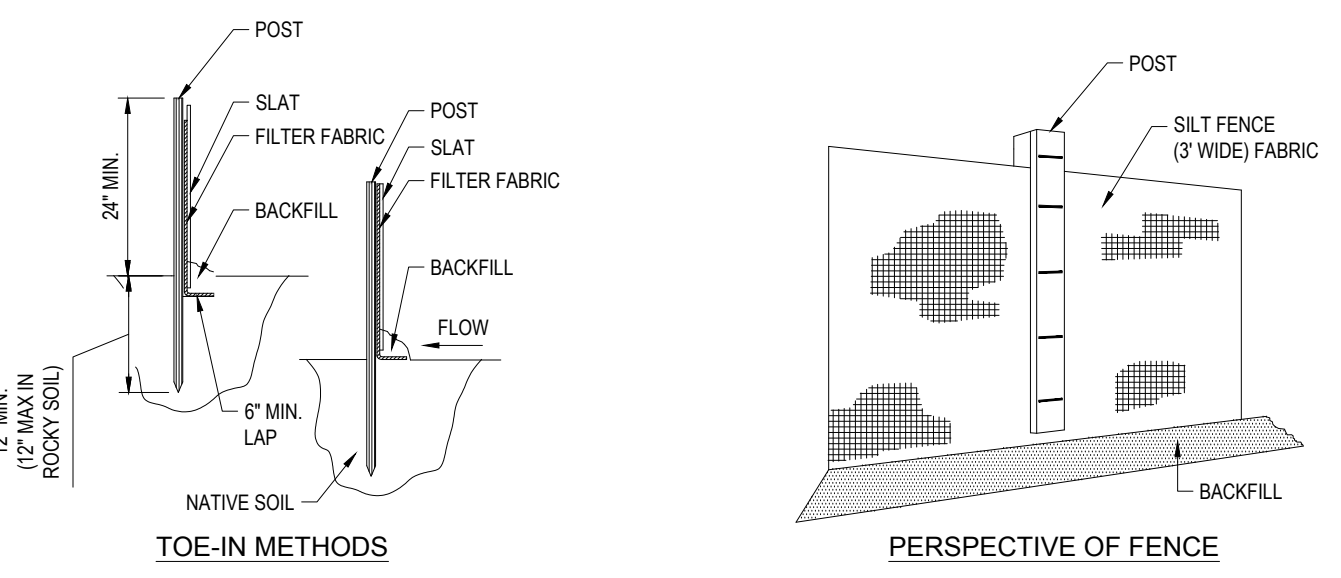 POST
SLAT
FILTER FABRIC
24" MIN.
BACKFILL
12" MIN.
(12" MAX IN
ROCKY SOIL)
6" MIN.
LAP
POST
SLAT
FILTER FABRIC
BACKFILL
FLOW
NATIVE SOIL
TOE-IN METHODS
POST
SILT FENCE
(3' WIDE) FABRIC
BACKFILL
PERSPECTIVE OF FENCE